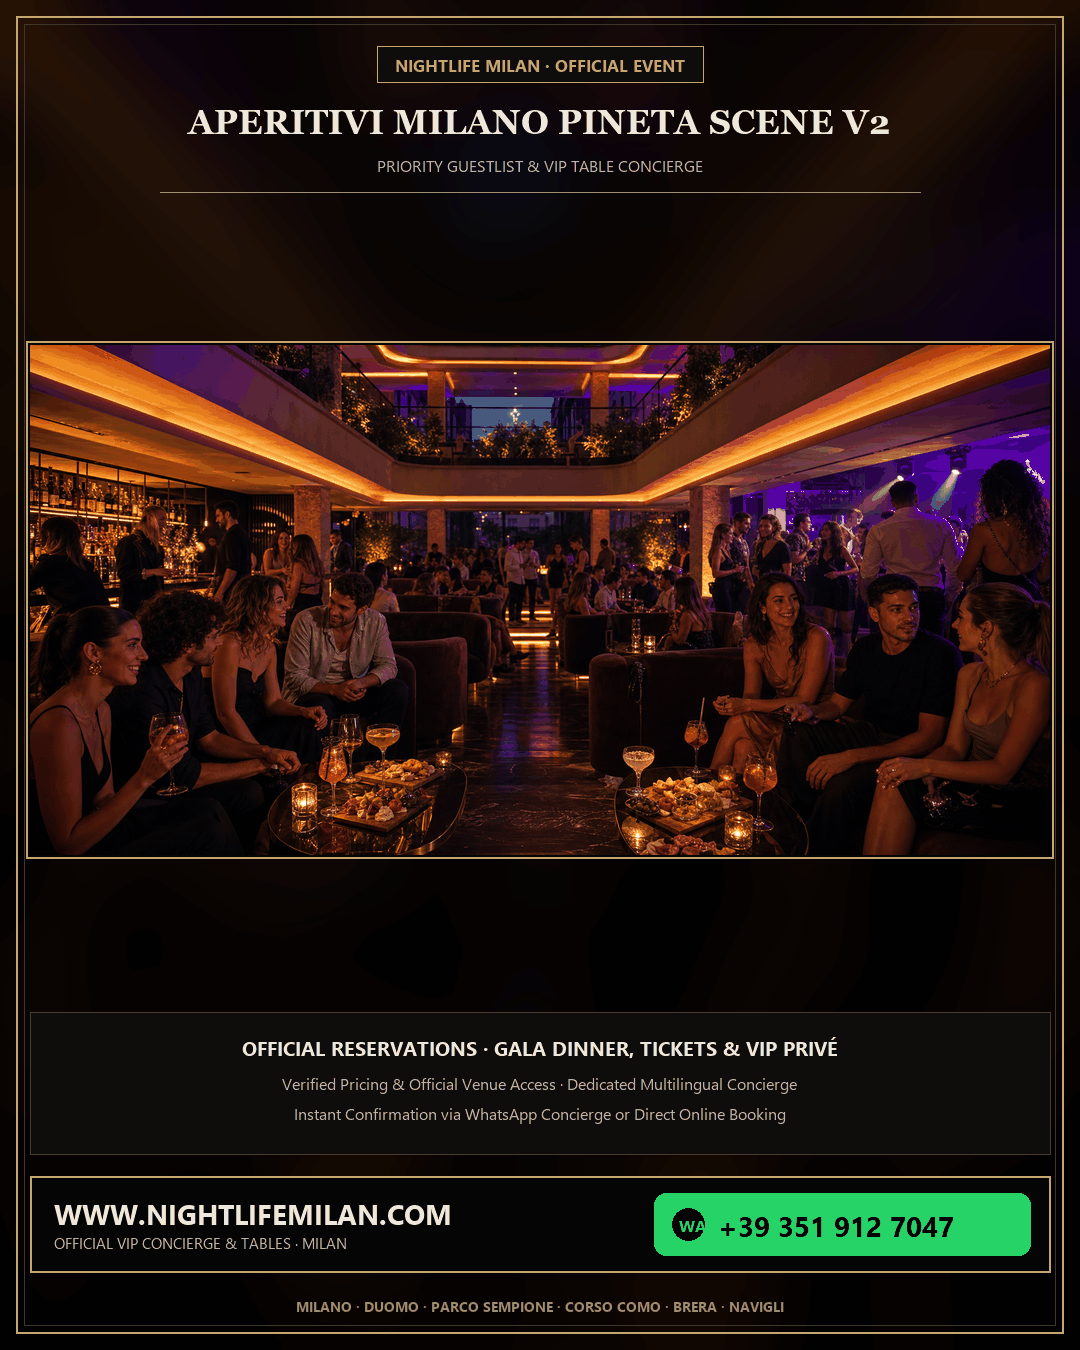 NIGHTLIFE MILAN · OFFICIAL EVENT
APERITIVI MILANO PINETA SCENE V2
PRIORITY GUESTLIST & VIP TABLE CONCIERGE
OFFICIAL RESERVATIONS · GALA DINNER, TICKETS & VIP PRIVÉ
Verified Pricing & Official Venue Access · Dedicated Multilingual Concierge
Instant Confirmation via WhatsApp Concierge or Direct Online Booking
WWW.NIGHTLIFEMILAN.COM
OFFICIAL VIP CONCIERGE & TABLES · MILAN
WA +39 351 912 7047
MILANO · DUOMO · PARCO SEMPIONE · CORSO COMO · BRERA · NAVIGLI